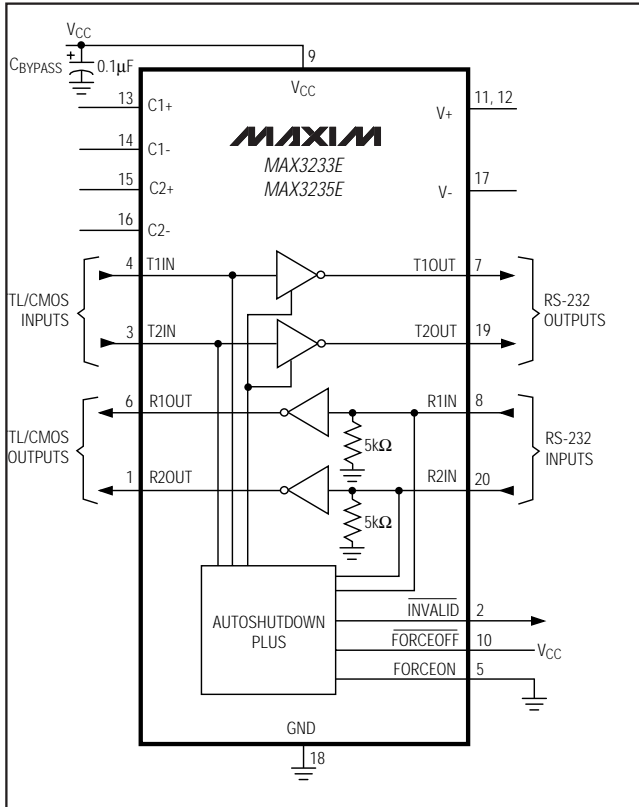 VCC
+
CBYPASS
0.1µF
9
VCC
13 C1+
V+ 11, 12
14 C1-
MAXIM
MAX3233E
MAX3235E
15 C2+
V- 17
16 C2-
4 T1IN
T1OUT 7
TL/CMOS
INPUTS
RS-232
OUTPUTS
3 T2IN
T2OUT 19
6 R1OUT
R1IN 8
TL/CMOS
OUTPUTS
5kΩ
RS-232
INPUTS
1 R2OUT
R2IN 20
5kΩ
AUTOSHUTDOWN
PLUS
INVALID 2
FORCEOFF 10
VCC
FORCEON 5
GND
18